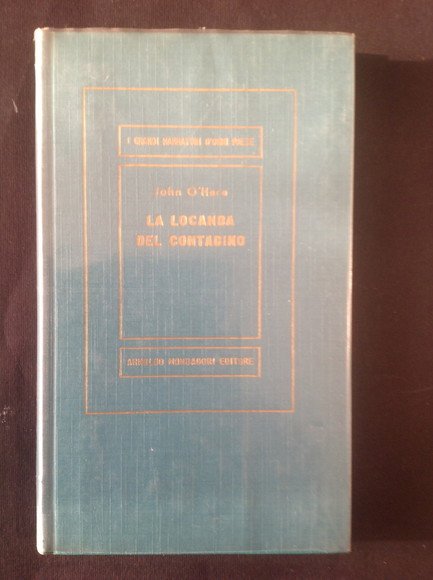 I GRANDI NARRATORI D'OGNI PAESE
John O'Hara
LA LOCANDA
DEL CONTADINO
ARNOLDO MONDADORI EDITORE